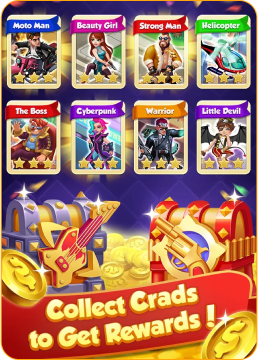 Moto Man Beauty Girl Strong Man Helicopter
The Boss Cyberpunk Warrior Little Devil
Collect Crads
to Get Rewards !